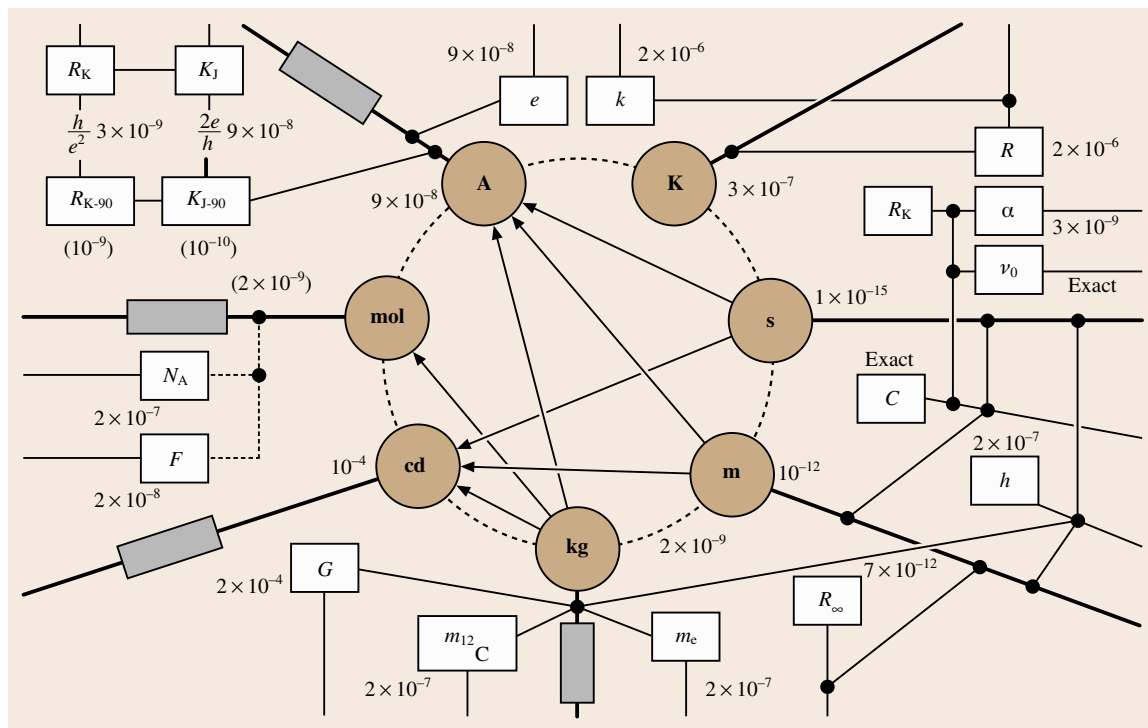 9 × 10⁻⁸
2 × 10⁻⁶
R_K
K_J
e
k
h/e² 3 × 10⁻⁹
2e/h 9 × 10⁻⁸
R
2 × 10⁻⁶
A
K
R_K-90
K_J-90
9 × 10⁻⁸
3 × 10⁻⁷
R_K
α
3 × 10⁻⁹
(10⁻⁹)
(10⁻¹⁰)
ν₀
Exact
(2 × 10⁻⁹)
1 × 10⁻¹⁵
mol
s
Exact
N_A
C
2 × 10⁻⁷
2 × 10⁻⁷
F
10⁻⁴
cd
m
10⁻¹²
h
2 × 10⁻⁸
kg
2 × 10⁻⁹
G
2 × 10⁻⁴
7 × 10⁻¹²
R_∞
m₁₂C
m_e
2 × 10⁻⁷
2 × 10⁻⁷